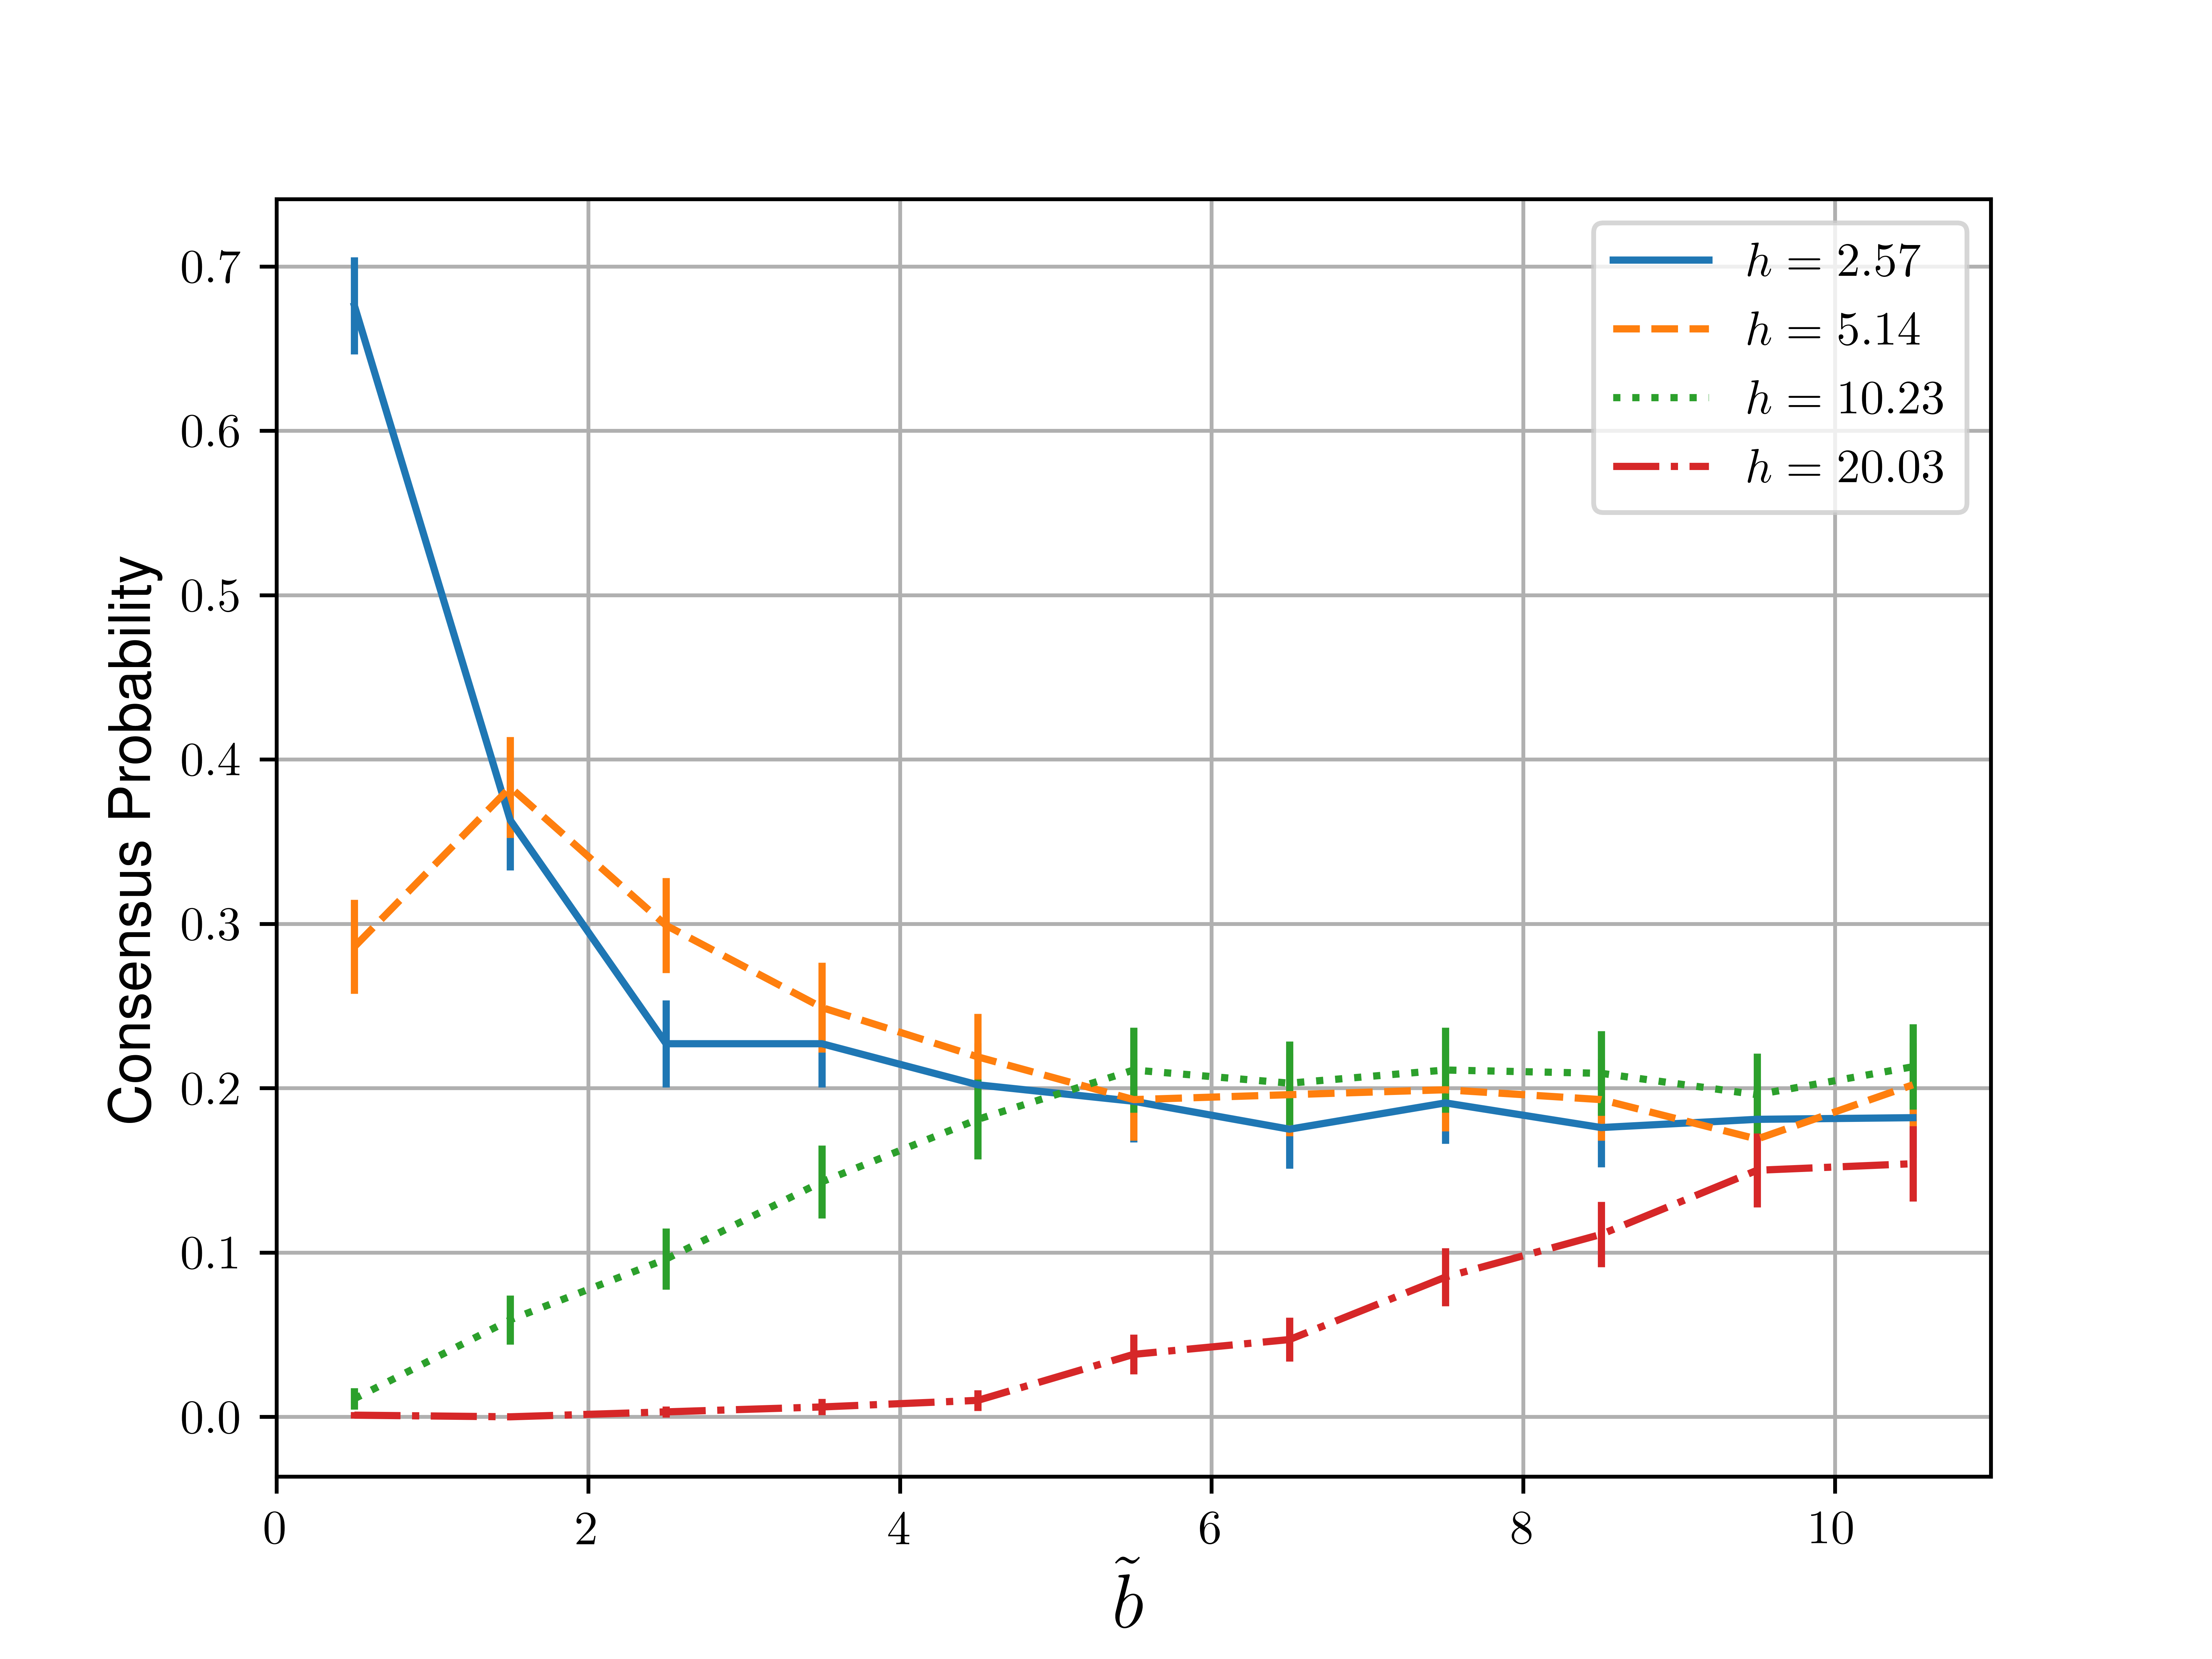 Consensus Probability
0.7
0.6
0.5
0.4
0.3
0.2
0.1
0.0
h = 2.57
h = 5.14
h = 10.23
h = 20.03
0 2 4 6 8 10
b̃